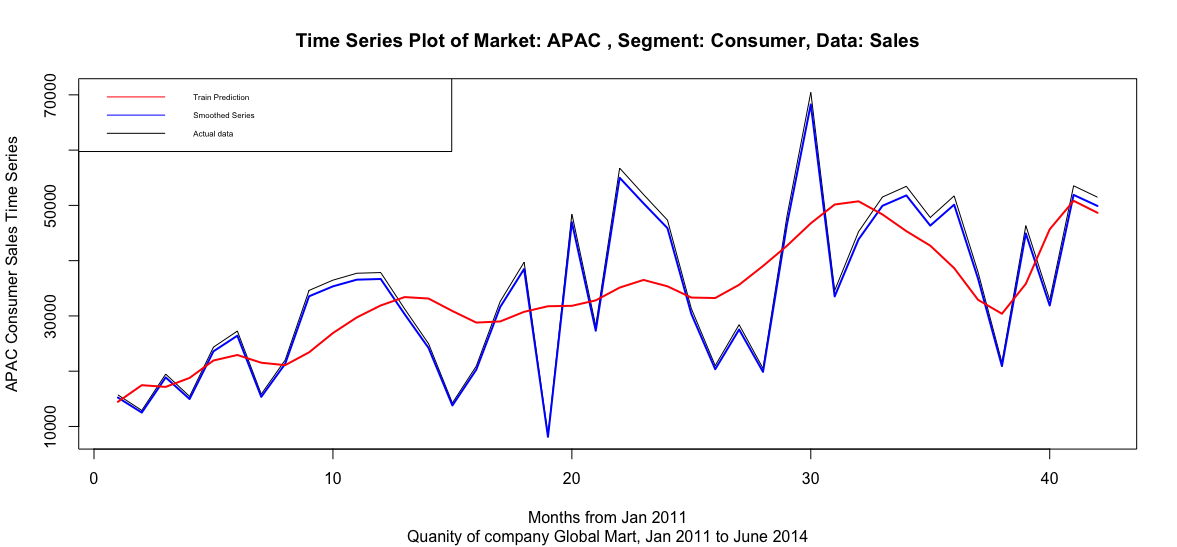 Time Series Plot of Market: APAC , Segment: Consumer, Data: Sales
Train Prediction
Smoothed Series
Actual data
APAC Consumer Sales Time Series
70000
50000
30000
10000
0 10 20 30 40
Months from Jan 2011
Quanity of company Global Mart, Jan 2011 to June 2014